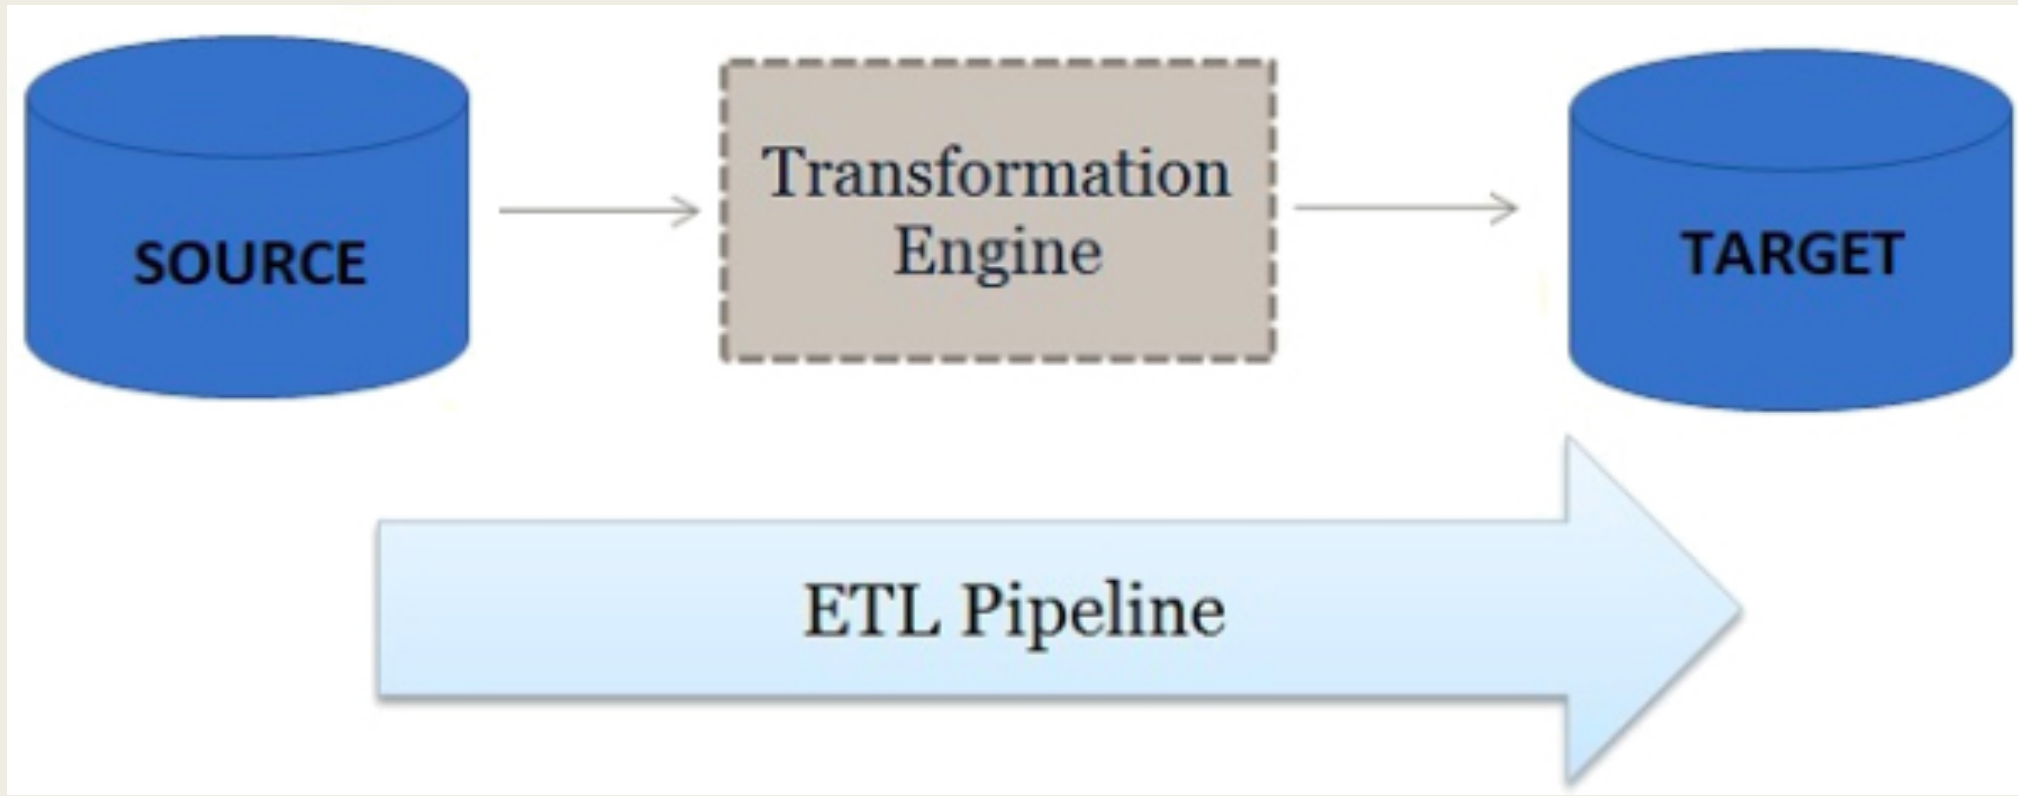 SOURCE
Transformation
Engine
TARGET
ETL Pipeline